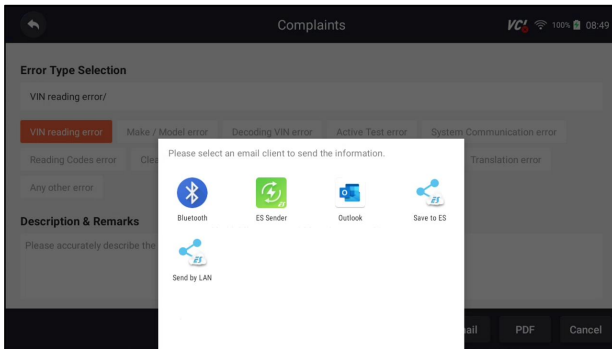 Complaints
VCI 100% 08:49
Error Type Selection
VIN reading error/
VIN reading error Make / Model error Decoding VIN error Active Test error System Communication error
Reading Codes error Clea Translation error
Any other error
Please select an email client to send the information.
Bluetooth ES Sender Outlook Save to ES
Send by LAN
Description & Remarks
Please accurately describe the
ail PDF Cancel